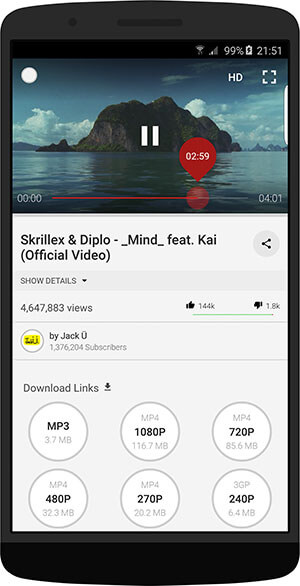 99% 21:51
HD
02:59
00:00 04:01
Skrillex & Diplo - _Mind_ feat. Kai
(Official Video)
SHOW DETAILS
4,647,883 views 144k 1.8k
by Jack Ü
1,376,204 Subscribers
Download Links
MP3
3.7 MB
MP4
1080P
116.7 MB
MP4
720P
85.6 MB
MP4
480P
32.3 MB
MP4
270P
20.2 MB
3GP
240P
6.4 MB